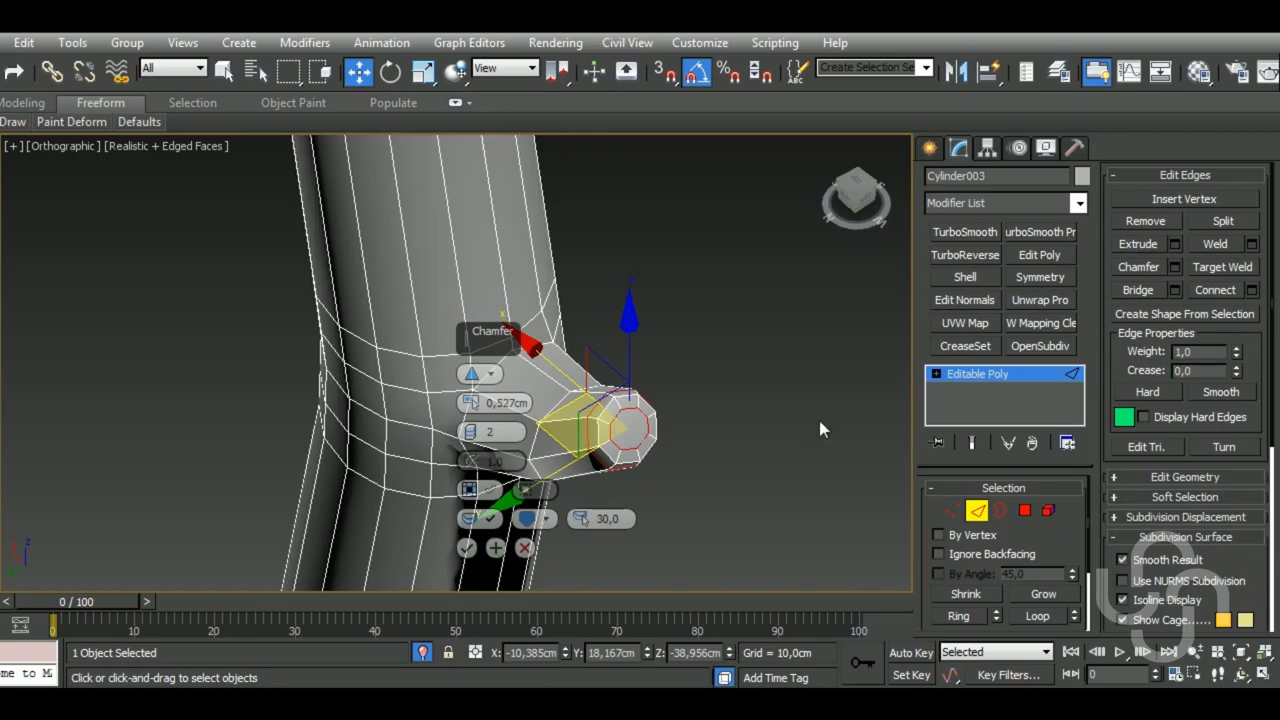 Edit Tools Group Views Create Modifiers Animation Graph Editors Rendering Civil View Customize Scripting Help
All View 3 Create Selection Se
Modeling Freeform Selection Object Paint Populate
Draw Paint Deform Defaults
[+] [Orthographic] [Realistic + Edged Faces]
Cylinder003
Modifier List
TurboSmooth urboSmooth Pr
TurboReverse Edit Poly
Shell Symmetry
Edit Normals Unwrap Pro
UVW Map W Mapping Cle
CreaseSet OpenSubdiv
Editable Poly
Selection
By Vertex
Ignore Backfacing
By Angle: 45,0
Shrink Grow
Ring Loop
Edit Edges
Insert Vertex
Remove Split
Extrude Weld
Chamfer Target Weld
Bridge Connect
Create Shape From Selection
Edge Properties
Weight: 1,0
Crease: 0,0
Hard Smooth
Display Hard Edges
Edit Tri. Turn
Edit Geometry
Soft Selection
Subdivision Displacement
Subdivision Surface
Smooth Result
Use NURMS Subdivision
Isoline Display
Show Cage......
Chamfer
0,527cm
2
1,0
30,0
x
z
z
< 0 / 100 >
0 10 20 30 40 50 60 70 80 90 100
1 Object Selected X: -10,385cm Y: 18,167cm Z: -38,956cm Grid = 10,0cm Auto Key Selected
ome to M Click or click-and-drag to select objects Add Time Tag Set Key Key Filters... 0